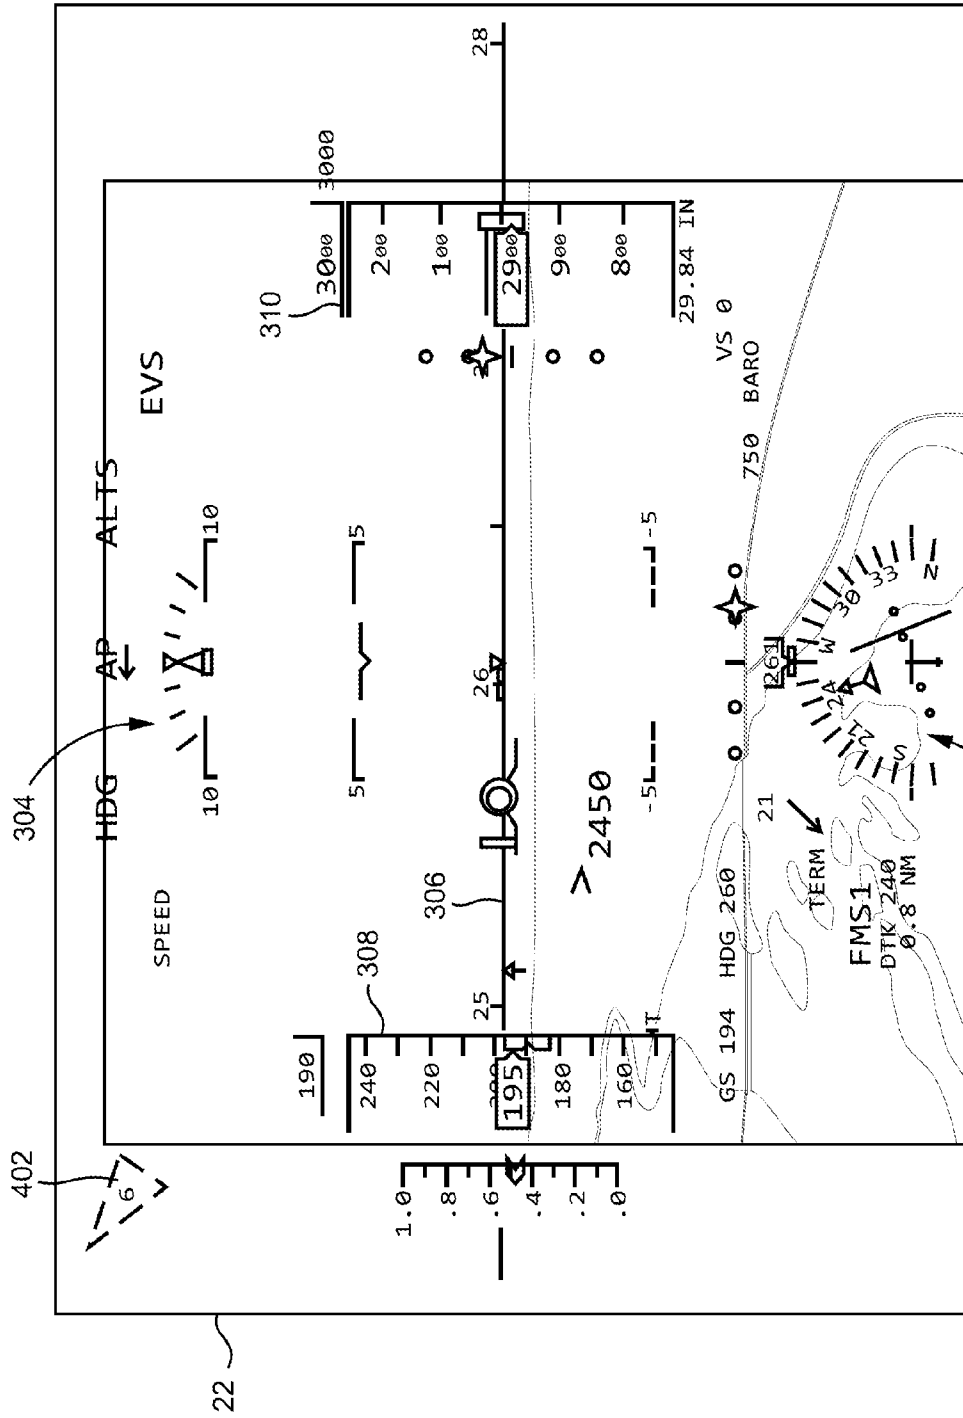 402 304
HDG AP ALTS
6 EVS
SPEED
10 10
22
310
190 3000 3000
240 5 5 200
308
1.0
220 306 100
.8
25 26 28
.6
195 2900
.4
180 900
.2
> 2450
.0
160 800
-5 -5
29.84 IN
GS 194 HDG 260 VS 0
750 BARO
21 261
TERM 24 W 30
FMS1 21 33
DTK 240 S N
0.8 NM